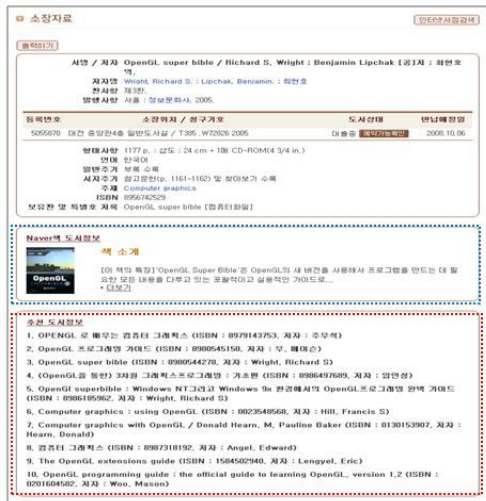 소장자료
인터넷서점검색
출력하기
서명 / 저자 OpenGL super bible / Richard S. Wright ; Benjamin Lipchak [공]저 ; 최현호
역.
저자명 Wright, Richard S. ; Lipchak, Benjamin. ; 최현호
판사항 제3판.
발행사항 서울 : 정보문화사, 2005.
등록번호 소장위치 / 청구기호 도서상태 반납예정일
5055870 대전 중앙관4층 일반도서실 / T385 .W72826 2005 대출중 예약가능확인 2008.10.06
형태사항 1177 p. : 삽도 ; 24 cm + 1매 CD-ROM(4 3/4 in.)
언어 한국어
일반주기 부록 수록
서지주기 참고문헌(p. 1161-1162) 및 찾아보기 수록
주제 Computer graphics
ISBN 8956742529
보유판 및 특별호 저록 OpenGL super bible [컴퓨터화일]
Naver책 도서정보
책 소개
OpenGL
[이 책의 특징]'OpenGL Super Bible'은 OpenGL의 새 버전을 사용해서 프로그램을 만드는 데 필
요한 모든 내용을 다루고 있는 포괄적이고 실용적인 가이드로...
• 더보기
추천 도서정보
1. OPENGL 로 배우는 컴퓨터 그래픽스 (ISBN : 8979143753, 저자 : 주우석)
2. OpenGL 프로그래밍 가이드 (ISBN : 8980545150, 저자 : 우, 메이슨)
3. OpenGL super bible (ISBN : 8980544278, 저자 : Wright, Richard S)
4. (OpenGL을 통한) 3차원 그래픽스프로그래밍 : 기초편 (ISBN : 8986497689, 저자 : 임인성)
5. OpenGl superbible : Windows NT그리고 Windows 9x 환경에서의 OpenGL프로그래밍 완벽 가이드
(ISBN : 8986185962, 저자 : Wright, Richard S)
6. Computer graphics : using OpenGL (ISBN : 0023548568, 저자 : Hill, Francis S)
7. Computer graphics with OpenGL / Donald Hearn, M. Pauline Baker (ISBN : 0130153907, 저자 :
Hearn, Donald)
8. 컴퓨터 그래픽스 (ISBN : 8987318192, 저자 : Angel, Edward)
9. The OpenGL extensions guide (ISBN : 1584502940, 저자 : Lengyel, Eric)
10. OpenGL programming guide : the official guide to learning OpenGL, version 1.2 (ISBN :
0201604582, 저자 : Woo, Mason)